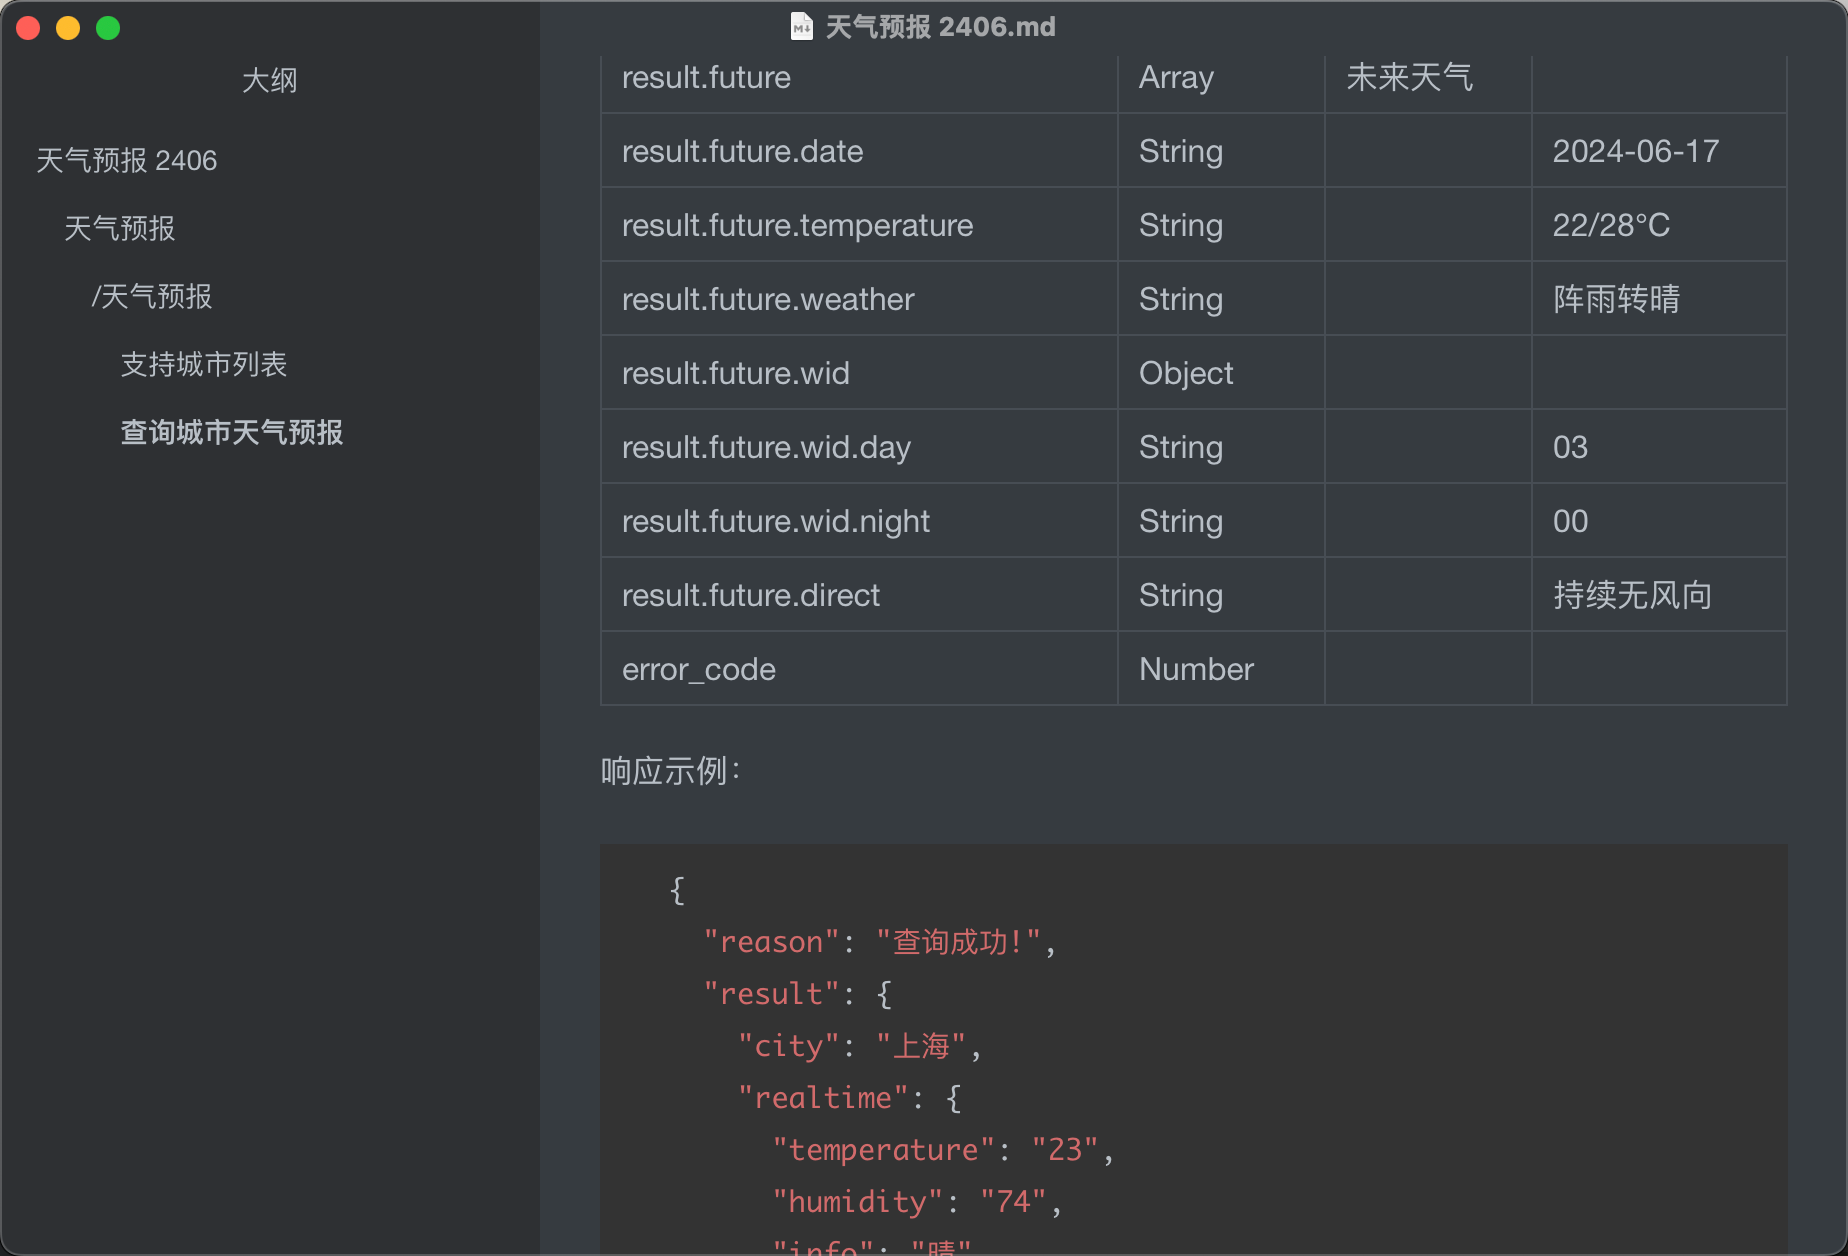 天气预报 2406.md
大纲
天气预报 2406
天气预报
/天气预报
支持城市列表
查询城市天气预报
result.future Array 未来天气
result.future.date String 2024-06-17
result.future.temperature String 22/28°C
result.future.weather String 阵雨转晴
result.future.wid Object
result.future.wid.day String 03
result.future.wid.night String 00
result.future.direct String 持续无风向
error_code Number
响应示例：
{
"reason": "查询成功!",
"result": {
"city": "上海",
"realtime": {
"temperature": "23",
"humidity": "74",
"info": "晴"